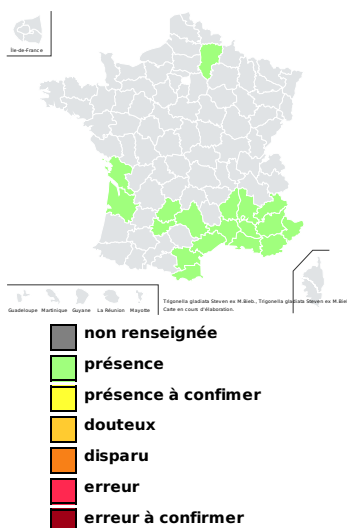 Île-de-France
Guadeloupe Martinique Guyane La Réunion Mayotte
Trigonella gladiata Steven ex M.Bieb., Trigonella gladiata Steven ex M.Bie
Carte en cours d'élaboration.
non renseignée
présence
présence à confimer
douteux
disparu
erreur
erreur à confirmer